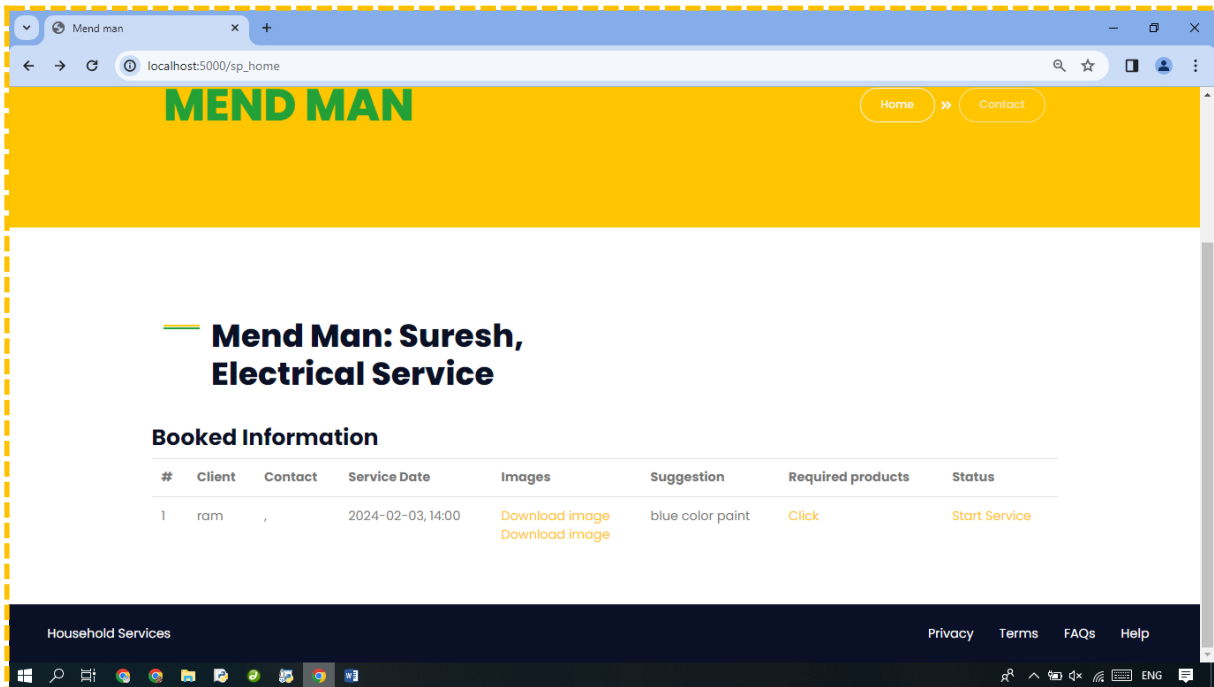 Mend man
localhost:5000/sp_home
MEND MAN
Home » Contact
Mend Man: Suresh,
Electrical Service
Booked Information
# Client Contact Service Date Images Suggestion Required products Status
1 ram , 2024-02-03, 14:00 Download image blue color paint Click Start Service
Download image
Household Services Privacy Terms FAQs Help
ENG